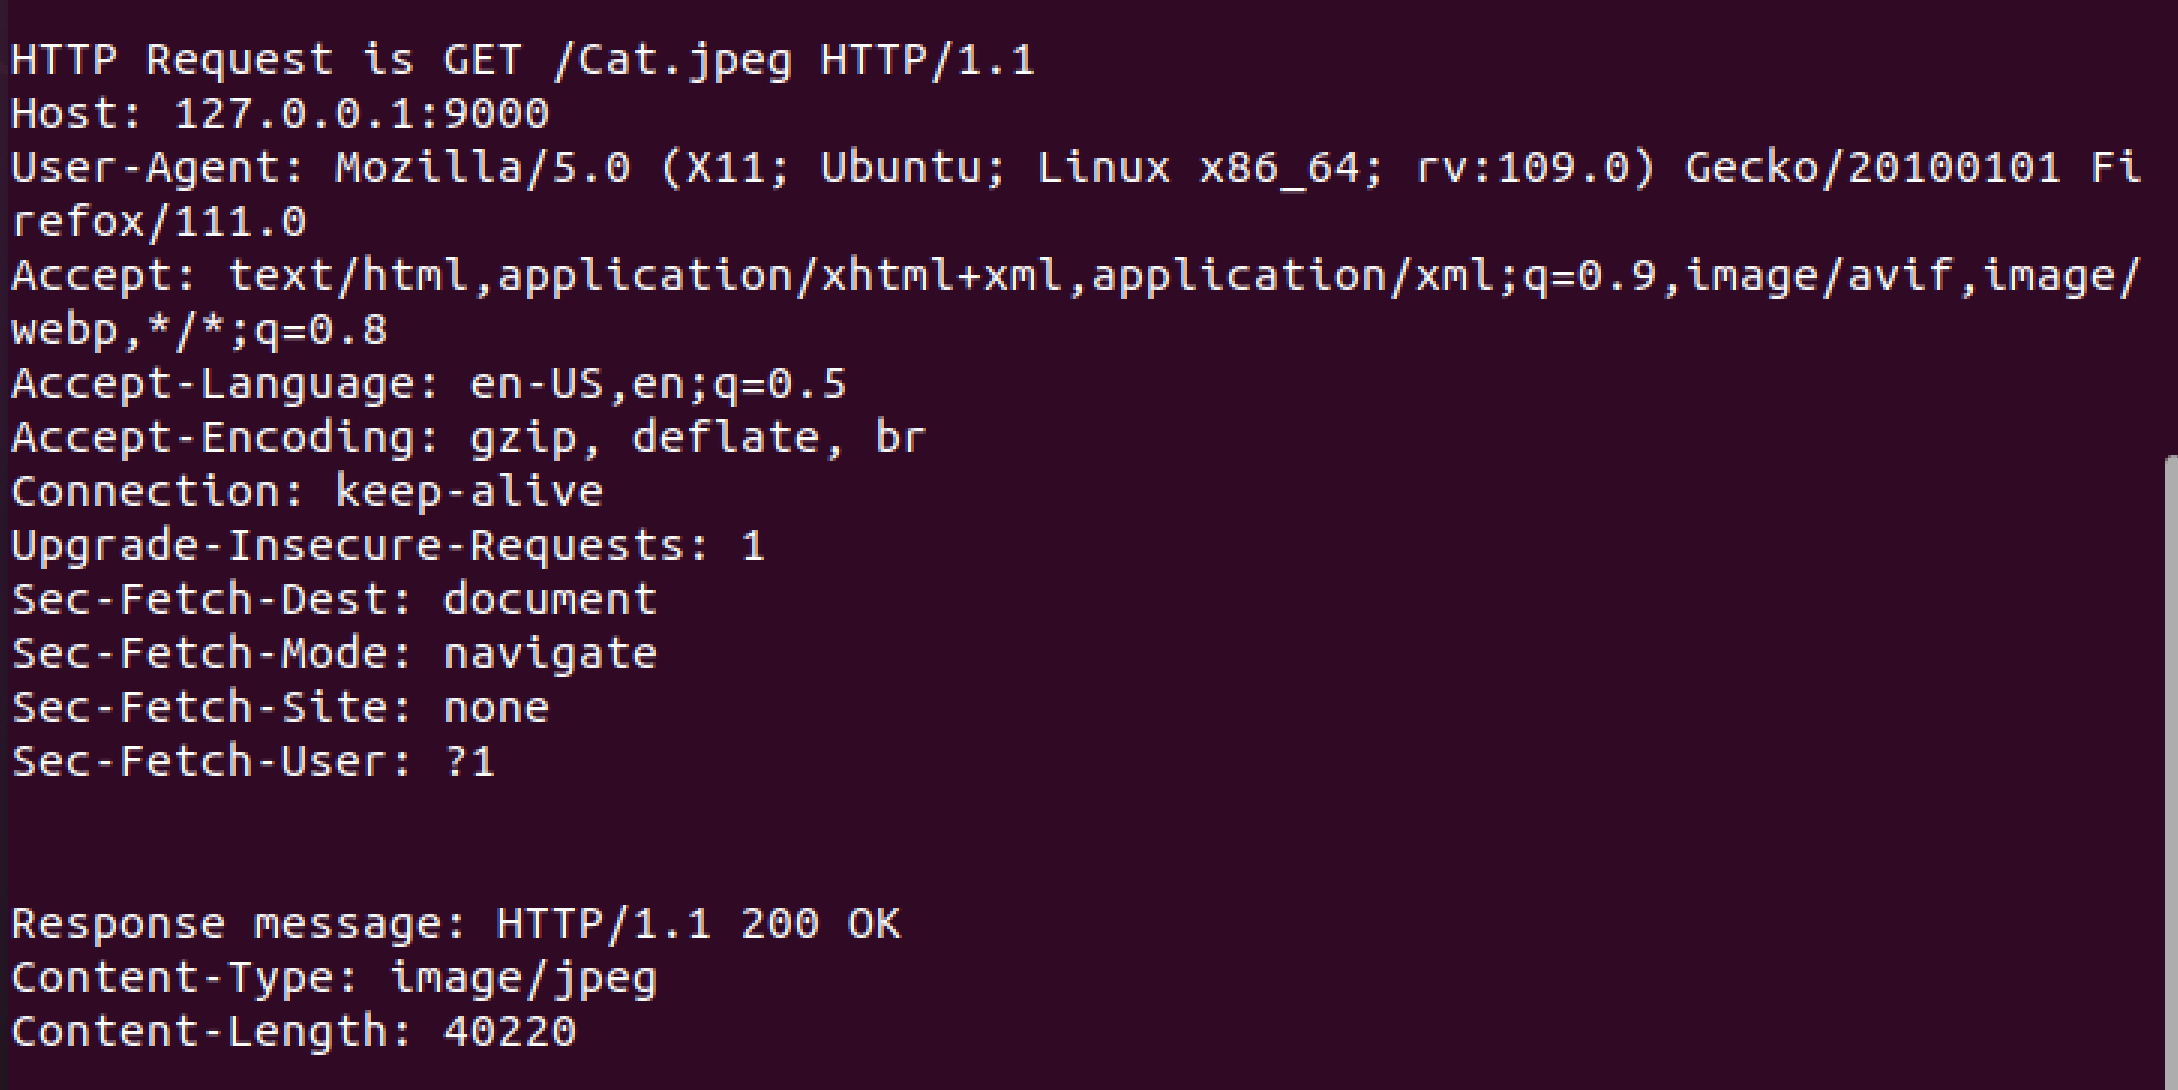 HTTP Request is GET /Cat.jpeg HTTP/1.1
Host: 127.0.0.1:9000
User-Agent: Mozilla/5.0 (X11; Ubuntu; Linux x86_64; rv:109.0) Gecko/20100101 Fi
refox/111.0
Accept: text/html,application/xhtml+xml,application/xml;q=0.9,image/avif,image/
webp,*/*;q=0.8
Accept-Language: en-US,en;q=0.5
Accept-Encoding: gzip, deflate, br
Connection: keep-alive
Upgrade-Insecure-Requests: 1
Sec-Fetch-Dest: document
Sec-Fetch-Mode: navigate
Sec-Fetch-Site: none
Sec-Fetch-User: ?1
Response message: HTTP/1.1 200 OK
Content-Type: image/jpeg
Content-Length: 40220